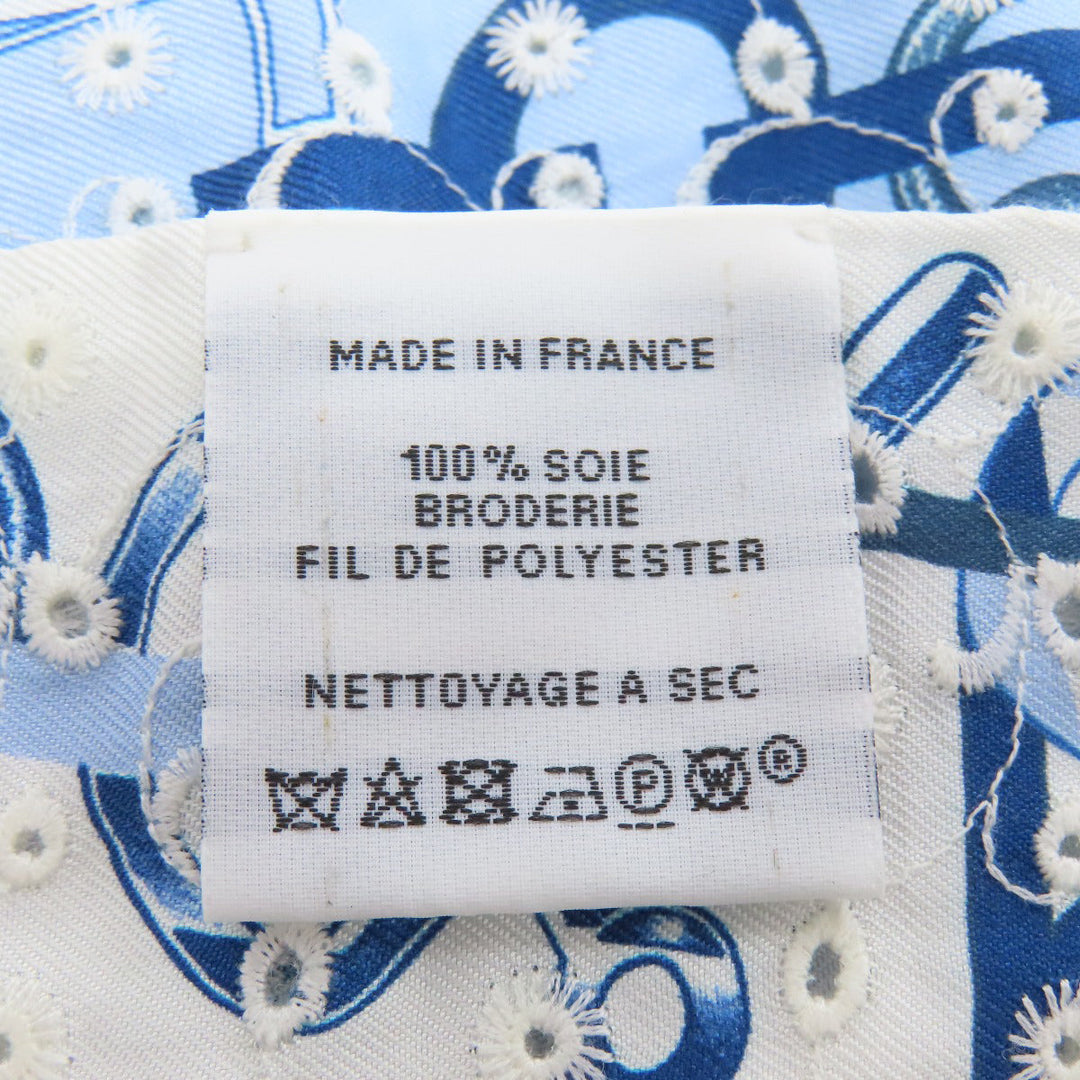 MADE IN FRANCE
100% SOIE
BRODERIE
FIL DE POLYESTER
NETTOYAGE A SEC
P W ®